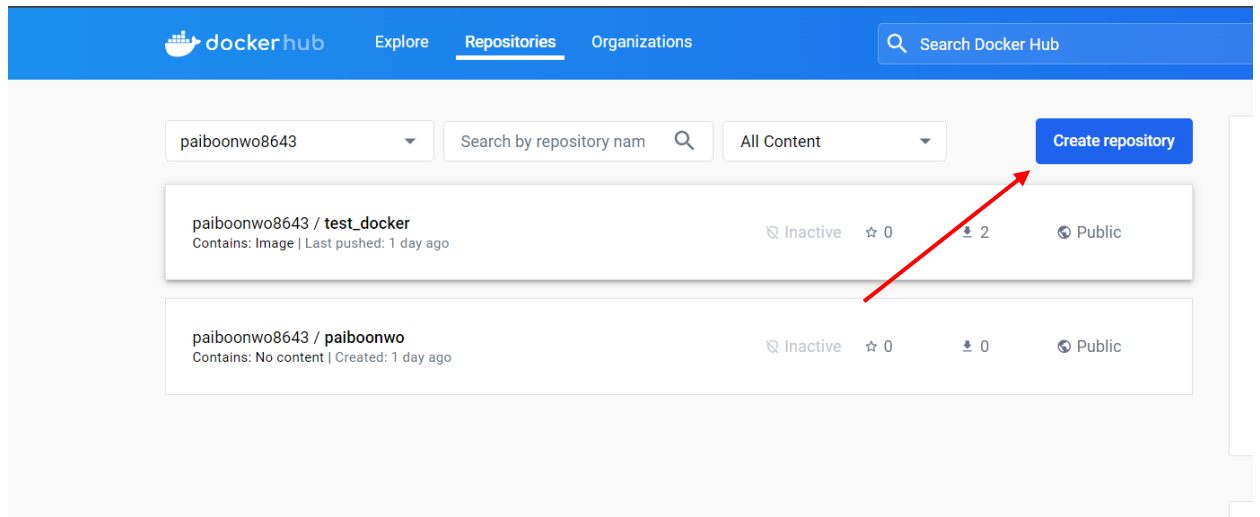 dockerhub Explore Repositories Organizations Search Docker Hub
paiboonwo8643 Search by repository nam All Content Create repository
paiboonwo8643 / test_docker
Contains: Image | Last pushed: 1 day ago
Inactive 0 2 Public
paiboonwo8643 / paiboonwo
Contains: No content | Created: 1 day ago
Inactive 0 0 Public